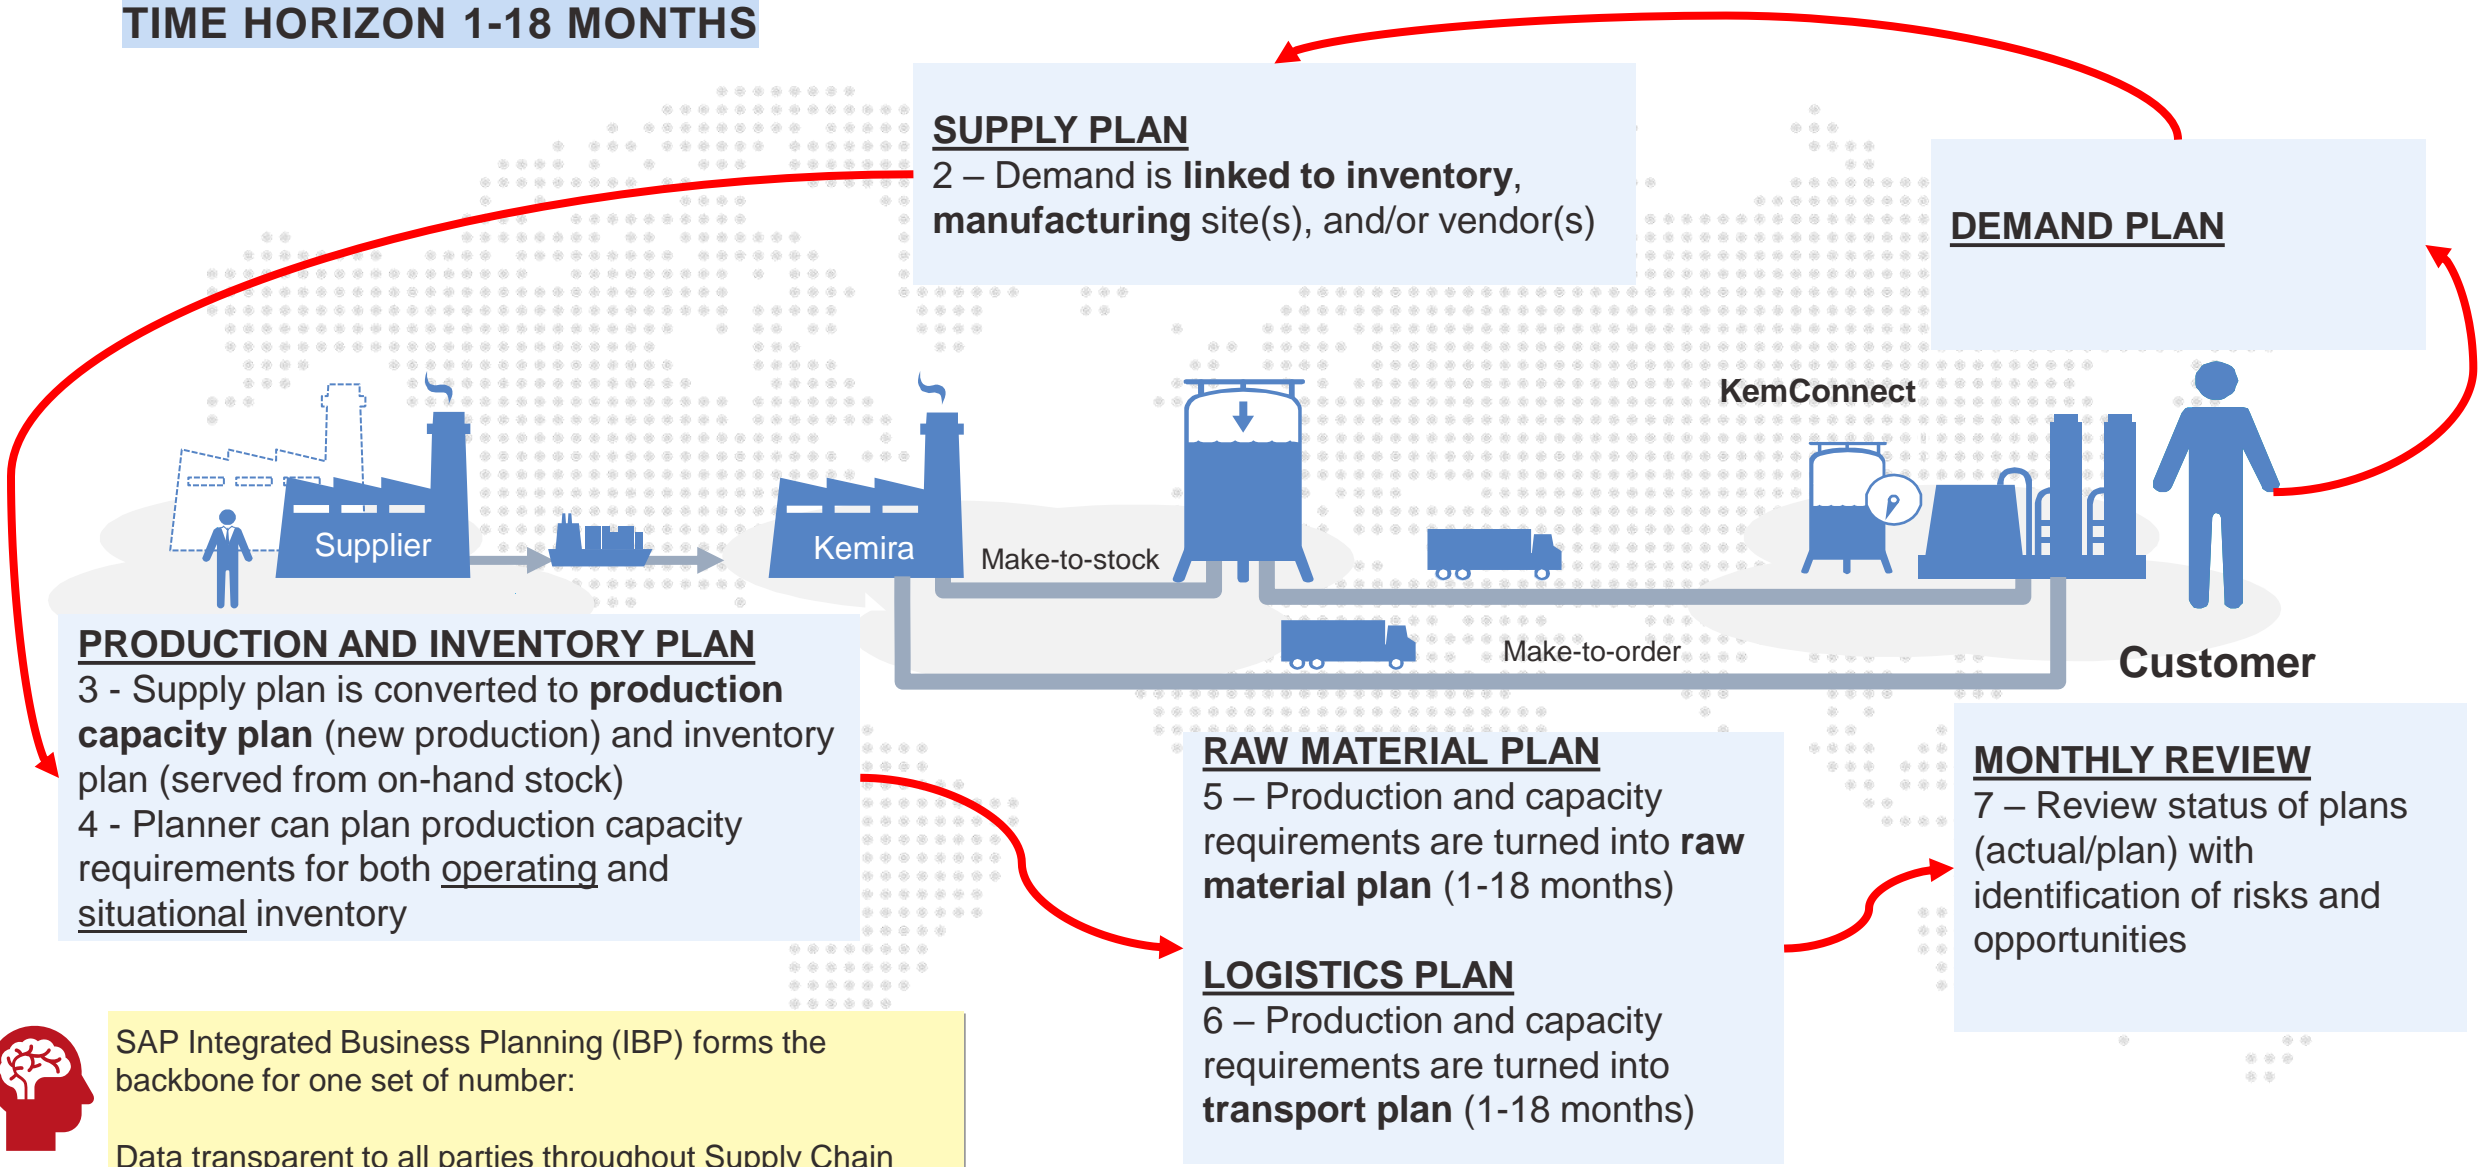 TIME HORIZON 1-18 MONTHS
SUPPLY PLAN
2 – Demand is linked to inventory,
manufacturing site(s), and/or vendor(s)
DEMAND PLAN
KemConnect
Supplier
Kemira
Make-to-stock
Make-to-order
Customer
PRODUCTION AND INVENTORY PLAN
3 - Supply plan is converted to production
capacity plan (new production) and inventory
plan (served from on-hand stock)
4 - Planner can plan production capacity
requirements for both operating and
situational inventory
RAW MATERIAL PLAN
5 – Production and capacity
requirements are turned into raw
material plan (1-18 months)
LOGISTICS PLAN
6 – Production and capacity
requirements are turned into
transport plan (1-18 months)
MONTHLY REVIEW
7 – Review status of plans
(actual/plan) with
identification of risks and
opportunities
SAP Integrated Business Planning (IBP) forms the
backbone for one set of number:
Data transparent to all parties throughout Supply Chain